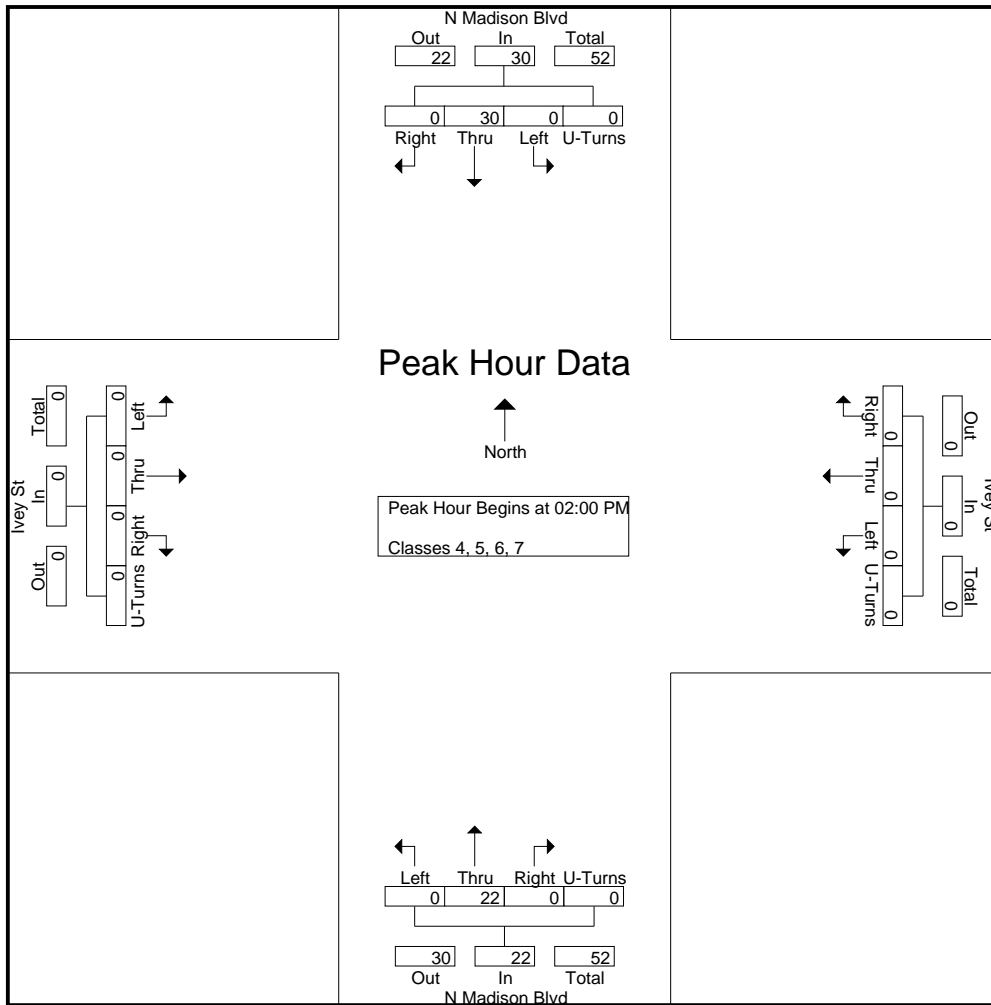 N Madison Blvd
Out In Total
22 30 52
0 30 0 0
Right Thru Left U-Turns
Peak Hour Data
North
Peak Hour Begins at 02:00 PM
Classes 4, 5, 6, 7
Ivey St
Total In Out
0 0 0
0 0 0 0
Left Thru Right U-Turns
Right Thru Left U-Turns
0 0 0 0
Out In Total
0 0 0
Ivey St
Left Thru Right U-Turns
0 22 0 0
30 22 52
Out In Total
N Madison Blvd